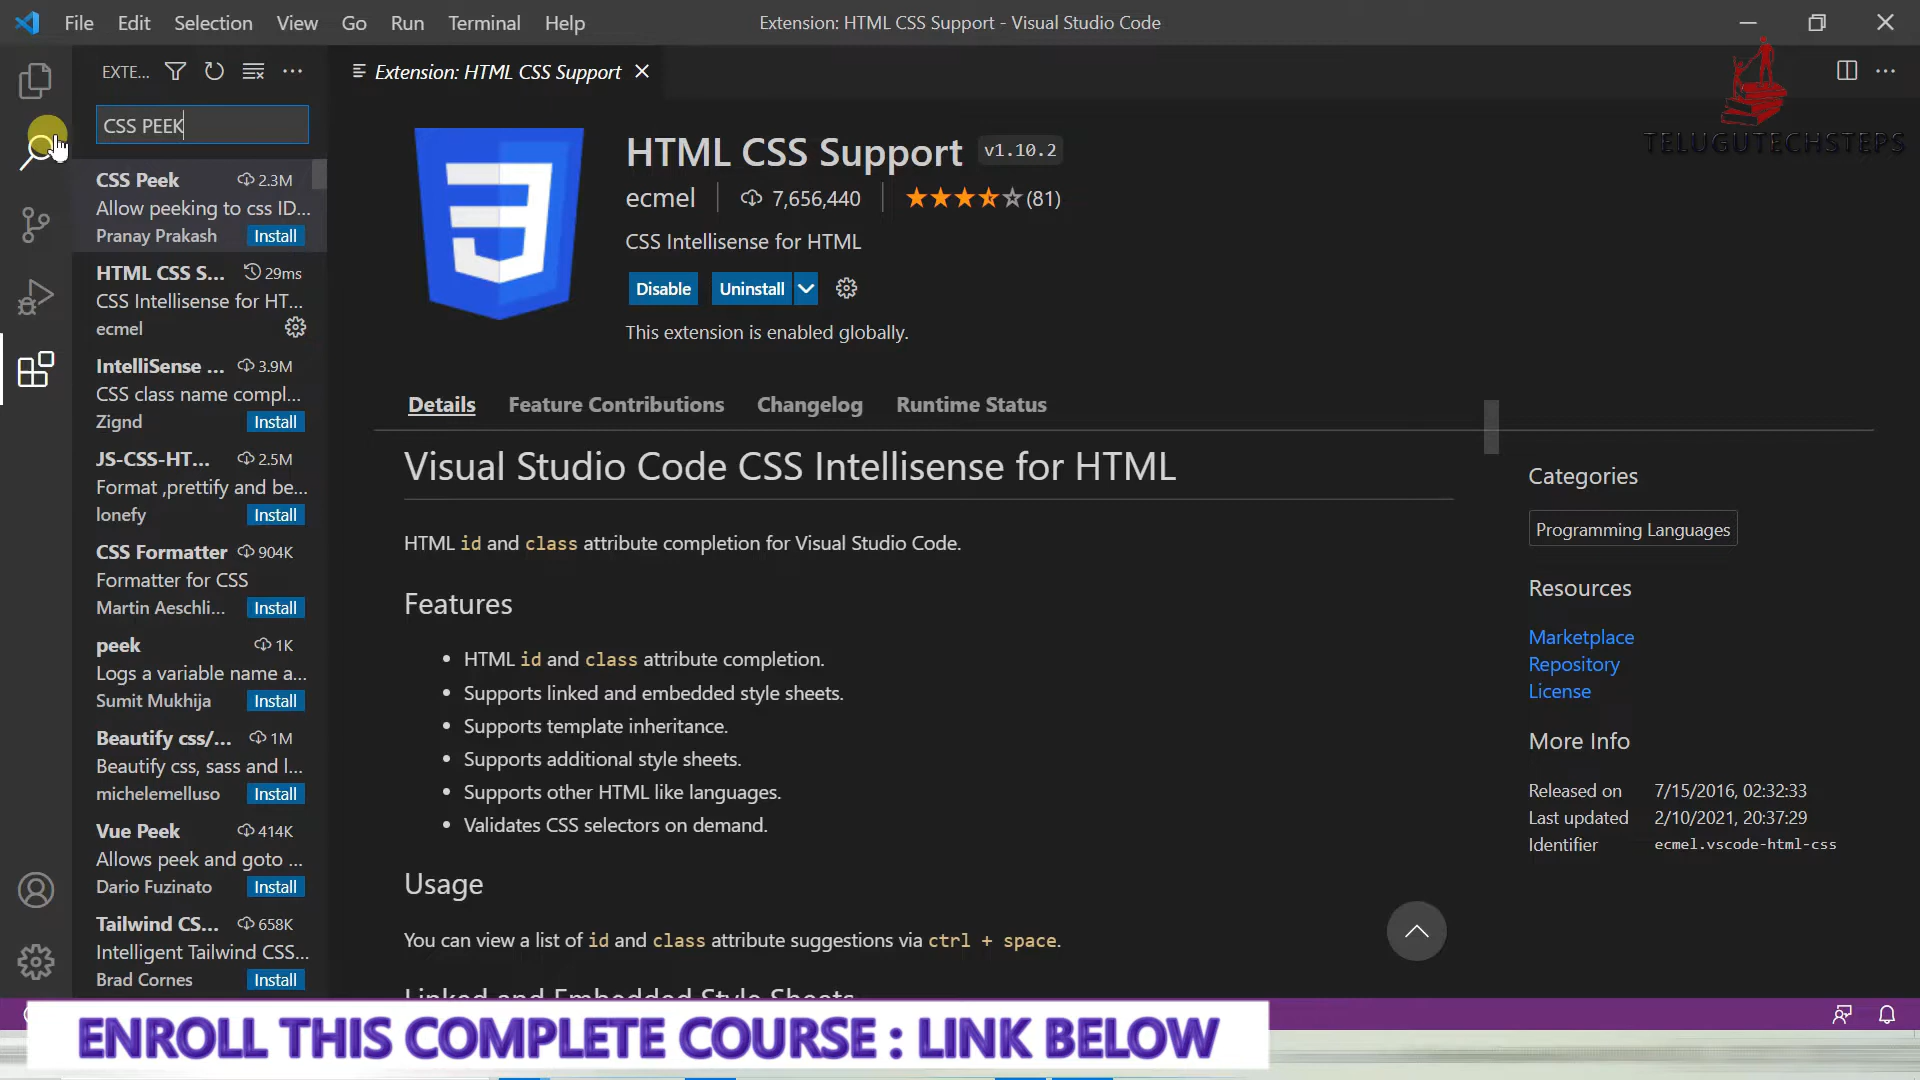 File Edit Selection View Go Run Terminal Help
Extension: HTML CSS Support - Visual Studio Code
EXTE...
Extension: HTML CSS Support
TELUGUTECHSTEPS
CSS PEEK
CSS Peek 2.3M
Allow peeking to css ID...
Pranay Prakash Install
HTML CSS S... 29ms
CSS Intellisense for HT...
ecmel
IntelliSense ... 3.9M
CSS class name compl...
Zignd Install
JS-CSS-HT... 2.5M
Format ,prettify and be...
lonefy Install
CSS Formatter 904K
Formatter for CSS
Martin Aeschli... Install
peek 1K
Logs a variable name a...
Sumit Mukhija Install
Beautify css/... 1M
Beautify css, sass and l...
michelemelluso Install
Vue Peek 414K
Allows peek and goto ...
Dario Fuzinato Install
Tailwind CS... 658K
Intelligent Tailwind CSS...
Brad Cornes Install
HTML CSS Support v1.10.2
ecmel 7,656,440 (81)
CSS Intellisense for HTML
Disable Uninstall
This extension is enabled globally.
Details Feature Contributions Changelog Runtime Status
Visual Studio Code CSS Intellisense for HTML
HTML id and class attribute completion for Visual Studio Code.
Features
• HTML id and class attribute completion.
• Supports linked and embedded style sheets.
• Supports template inheritance.
• Supports additional style sheets.
• Supports other HTML like languages.
• Validates CSS selectors on demand.
Usage
You can view a list of id and class attribute suggestions via ctrl + space.
Linked and Embedded Style Sheets
Categories
Programming Languages
Resources
Marketplace
Repository
License
More Info
Released on 7/15/2016, 02:32:33
Last updated 2/10/2021, 20:37:29
Identifier ecmel.vscode-html-css
ENROLL THIS COMPLETE COURSE : LINK BELOW